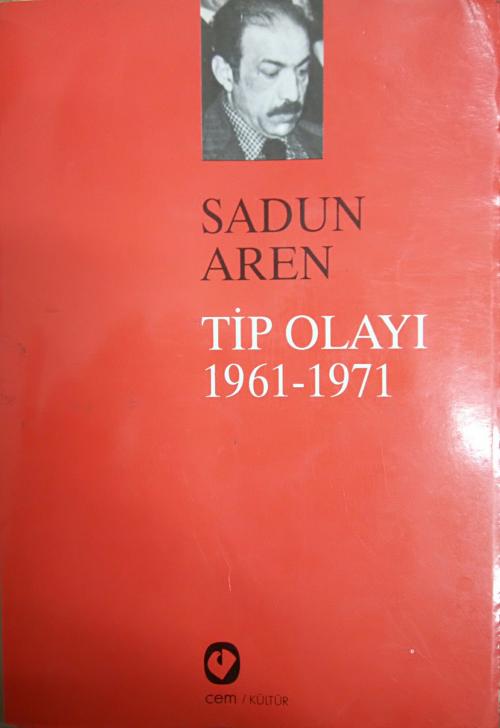 SADUN
AREN
TİP OLAYI
1961-1971
cem / KÜLTÜR